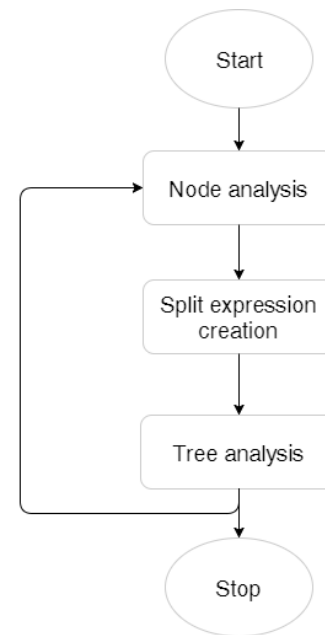 Start
Node analysis
Split expression
creation
Tree analysis
Stop